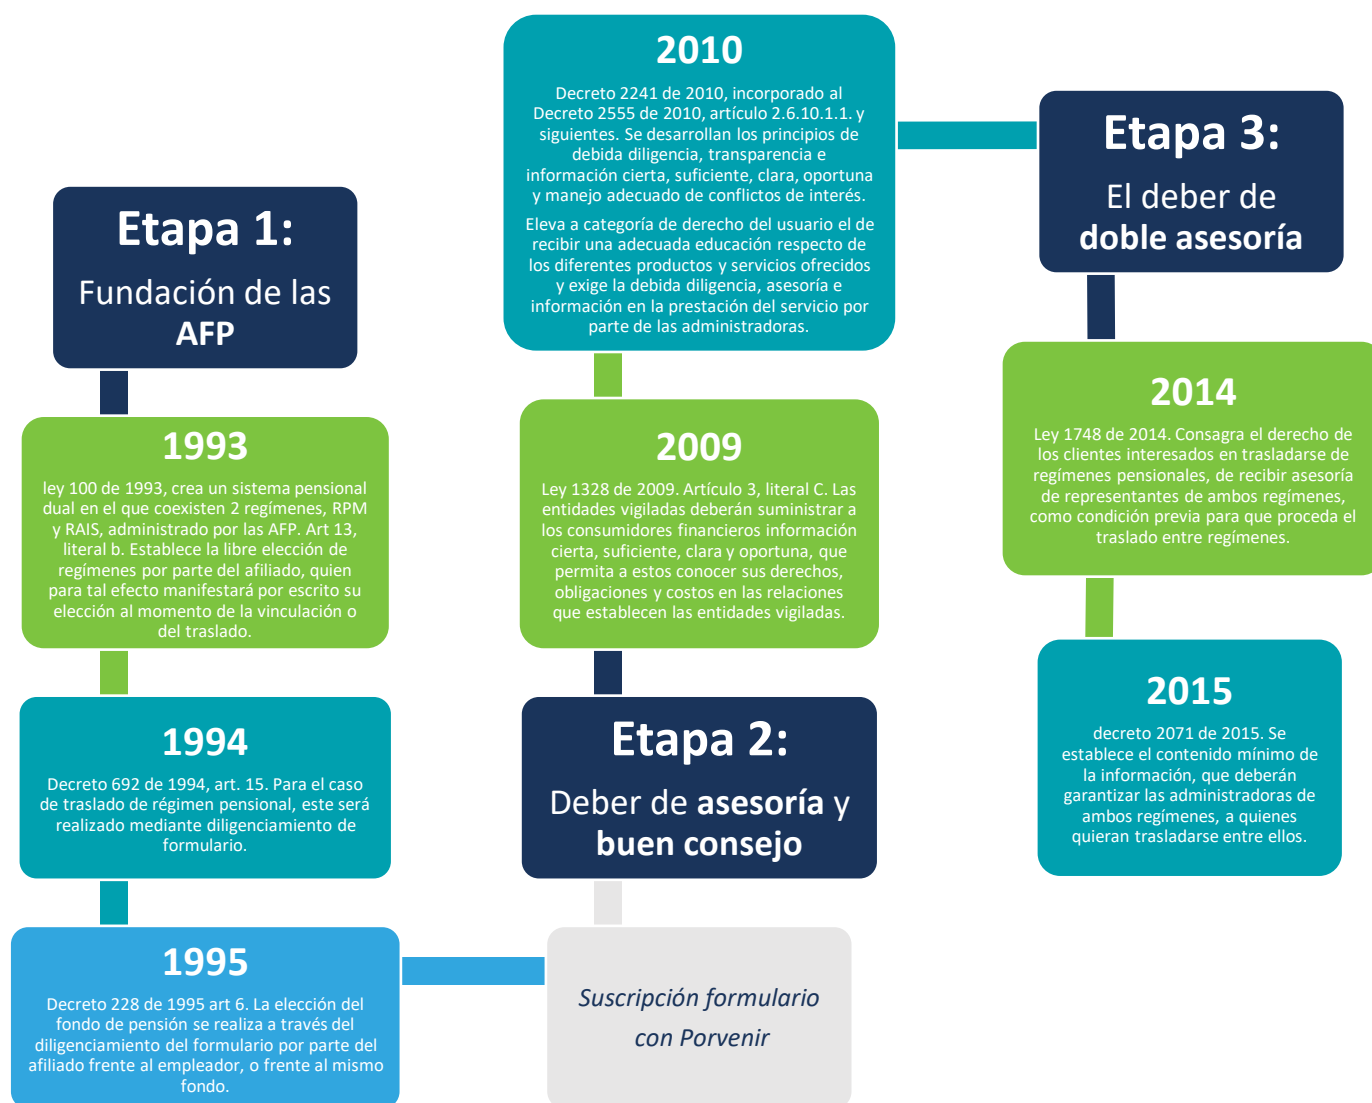 Etapa 1:
Fundación de las
AFP
1993
ley 100 de 1993, crea un sistema pensional
dual en el que coexisten 2 regímenes, RPM
y RAIS, administrado por las AFP. Art 13,
literal b. Establece la libre elección de
regímenes por parte del afiliado, quien
para tal efecto manifestará por escrito su
elección al momento de la vinculación o
del traslado.
1994
Decreto 692 de 1994, art. 15. Para el caso
de traslado de régimen pensional, este será
realizado mediante diligenciamiento de
formulario.
1995
Decreto 228 de 1995 art 6. La elección del
fondo de pensión se realiza a través del
diligenciamiento del formulario por parte del
afiliado frente al empleador, o frente al mismo
fondo.
Suscripción formulario
con Porvenir
Etapa 2:
Deber de asesoría y
buen consejo
2009
Ley 1328 de 2009. Artículo 3, literal C. Las
entidades vigiladas deberán suministrar a
los consumidores financieros información
cierta, suficiente, clara y oportuna, que
permita a estos conocer sus derechos,
obligaciones y costos en las relaciones
que establecen las entidades vigiladas.
2010
Decreto 2241 de 2010, incorporado al
Decreto 2555 de 2010, artículo 2.6.10.1.1. y
siguientes. Se desarrollan los principios de
debida diligencia, transparencia e
información cierta, suficiente, clara, oportuna
y manejo adecuado de conflictos de interés.
Eleva a categoría de derecho del usuario el de
recibir una adecuada educación respecto de
los diferentes productos y servicios ofrecidos
y exige la debida diligencia, asesoría e
información en la prestación del servicio por
parte de las administradoras.
Etapa 3:
El deber de
doble asesoría
2014
Ley 1748 de 2014. Consagra el derecho de
los clientes interesados en trasladarse de
regímenes pensionales, de recibir asesoría
de representantes de ambos regímenes,
como condición previa para que proceda el
traslado entre regímenes.
2015
decreto 2071 de 2015. Se
establece el contenido mínimo de
la información, que deberán
garantizar las administradoras de
ambos regímenes, a quienes
quieran trasladarse entre ellos.